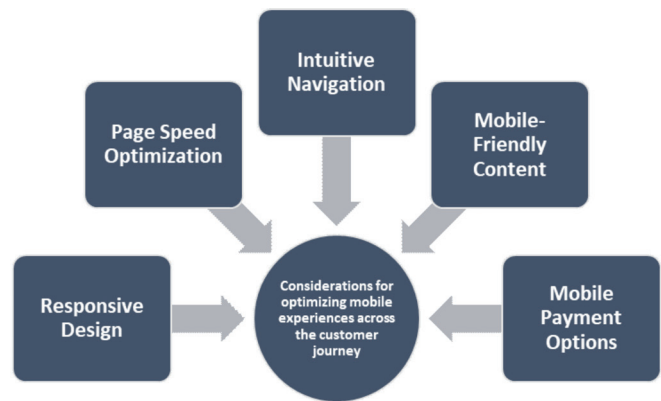 Intuitive
Navigation
Page Speed
Optimization
Mobile-
Friendly
Content
Responsive
Design
Considerations for
optimizing mobile
experiences across
the customer
journey
Mobile
Payment
Options